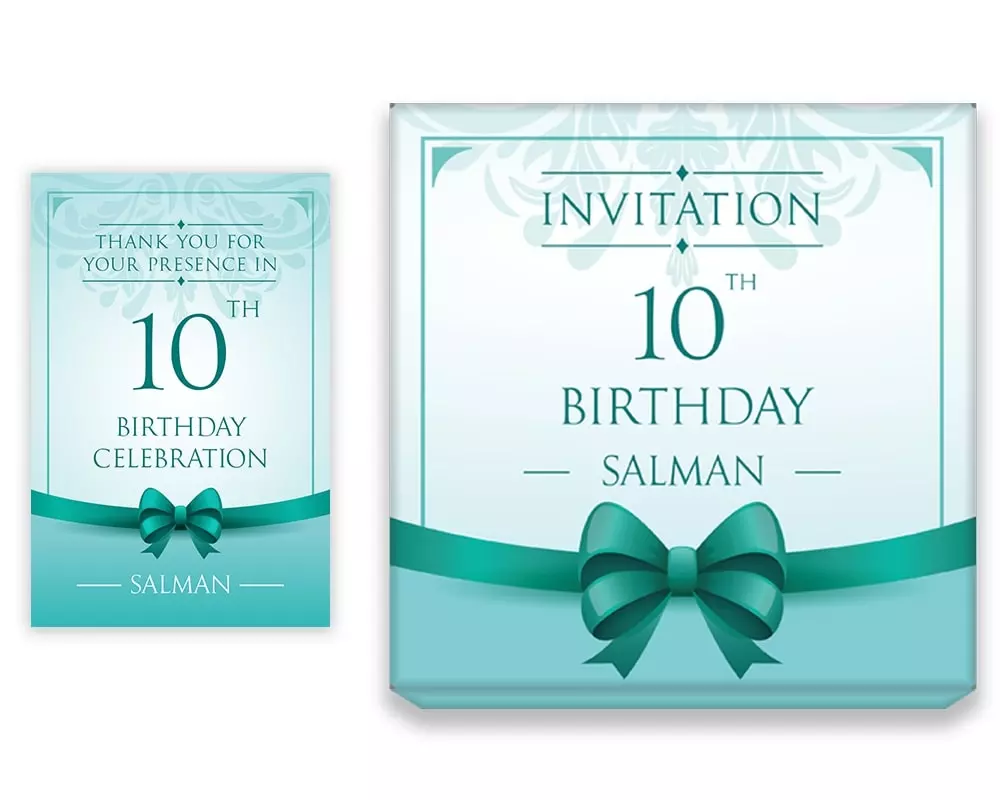 THANK YOU FOR
YOUR PRESENCE IN
10TH
BIRTHDAY
CELEBRATION
SALMAN
INVITATION
10TH
BIRTHDAY
SALMAN